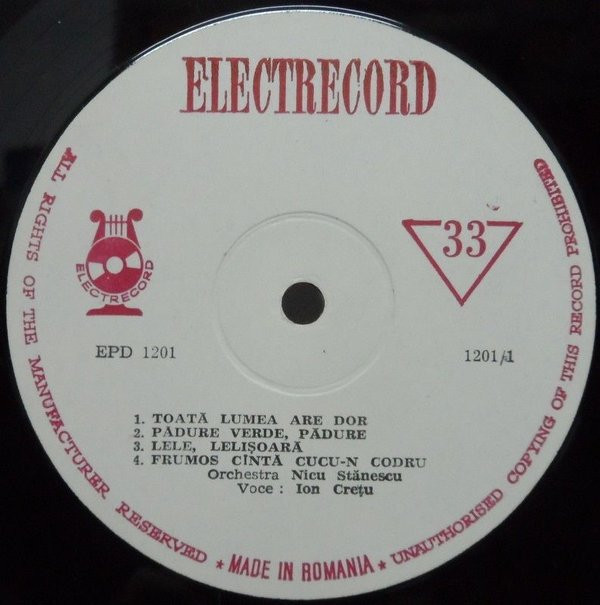 ELECTRECORD
ALL RIGHTS OF THE MANUFACTURER RESERVED ★ MADE IN ROMANIA ★ UNAUTHORISED COPYING OF THIS RECORD PROHIBITED
ELECTRECORD
33
EPD 1201
1201/1
1. TOATĂ LUMEA ARE DOR
2. PĂDURE VERDE, PĂDURE
3. LELE, LELIȘOARĂ
4. FRUMOS CÎNTĂ CUCU-N CODRU
Orchestra Nicu Stănescu
Voce : Ion Crețu